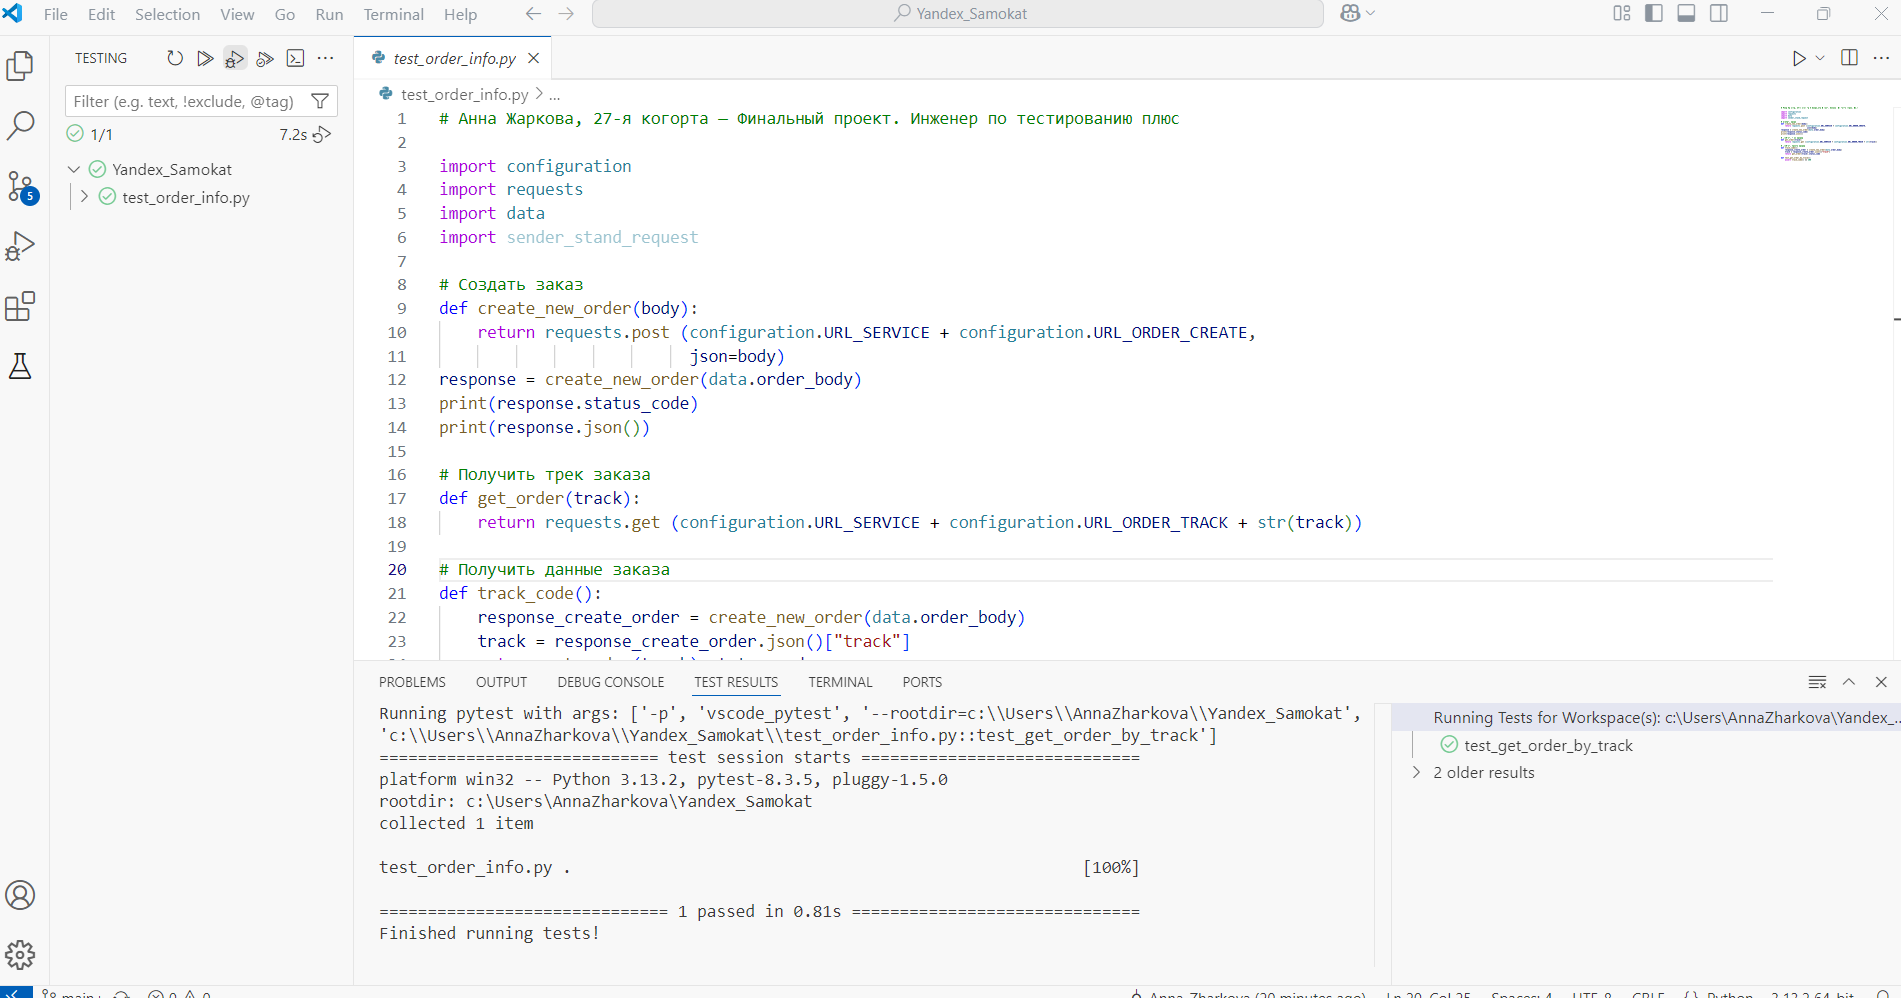 File Edit Selection View Go Run Terminal Help
Yandex_Samokat
TESTING
Filter (e.g. text, !exclude, @tag)
1/1 7.2s
Yandex_Samokat
test_order_info.py
5
test_order_info.py
test_order_info.py > ...
1 # Анна Жаркова, 27-я когорта — Финальный проект. Инженер по тестированию плюс
2
3 import configuration
4 import requests
5 import data
6 import sender_stand_request
7
8 # Создать заказ
9 def create_new_order(body):
10 return requests.post (configuration.URL_SERVICE + configuration.URL_ORDER_CREATE,
11 json=body)
12 response = create_new_order(data.order_body)
13 print(response.status_code)
14 print(response.json())
15
16 # Получить трек заказа
17 def get_order(track):
18 return requests.get (configuration.URL_SERVICE + configuration.URL_ORDER_TRACK + str(track))
19
20 # Получить данные заказа
21 def track_code():
22 response_create_order = create_new_order(data.order_body)
23 track = response_create_order.json()["track"]
PROBLEMS OUTPUT DEBUG CONSOLE TEST RESULTS TERMINAL PORTS
Running pytest with args: ['-p', 'vscode_pytest', '--rootdir=c:\\Users\\AnnaZharkova\\Yandex_Samokat',
'c:\\Users\\AnnaZharkova\\Yandex_Samokat\\test_order_info.py::test_get_order_by_track']
============================= test session starts =============================
platform win32 -- Python 3.13.2, pytest-8.3.5, pluggy-1.5.0
rootdir: c:\Users\AnnaZharkova\Yandex_Samokat
collected 1 item
test_order_info.py . [100%]
============================== 1 passed in 0.81s ==============================
Finished running tests!
Running Tests for Workspace(s): c:\Users\AnnaZharkova\Yandex_...
test_get_order_by_track
2 older results
main 0 0 Anna_Zharkova (20 minutes ago) Ln 20, Col 25 Spaces: 4 UTF-8 CRLF {} Python 3.13.2 64-bit